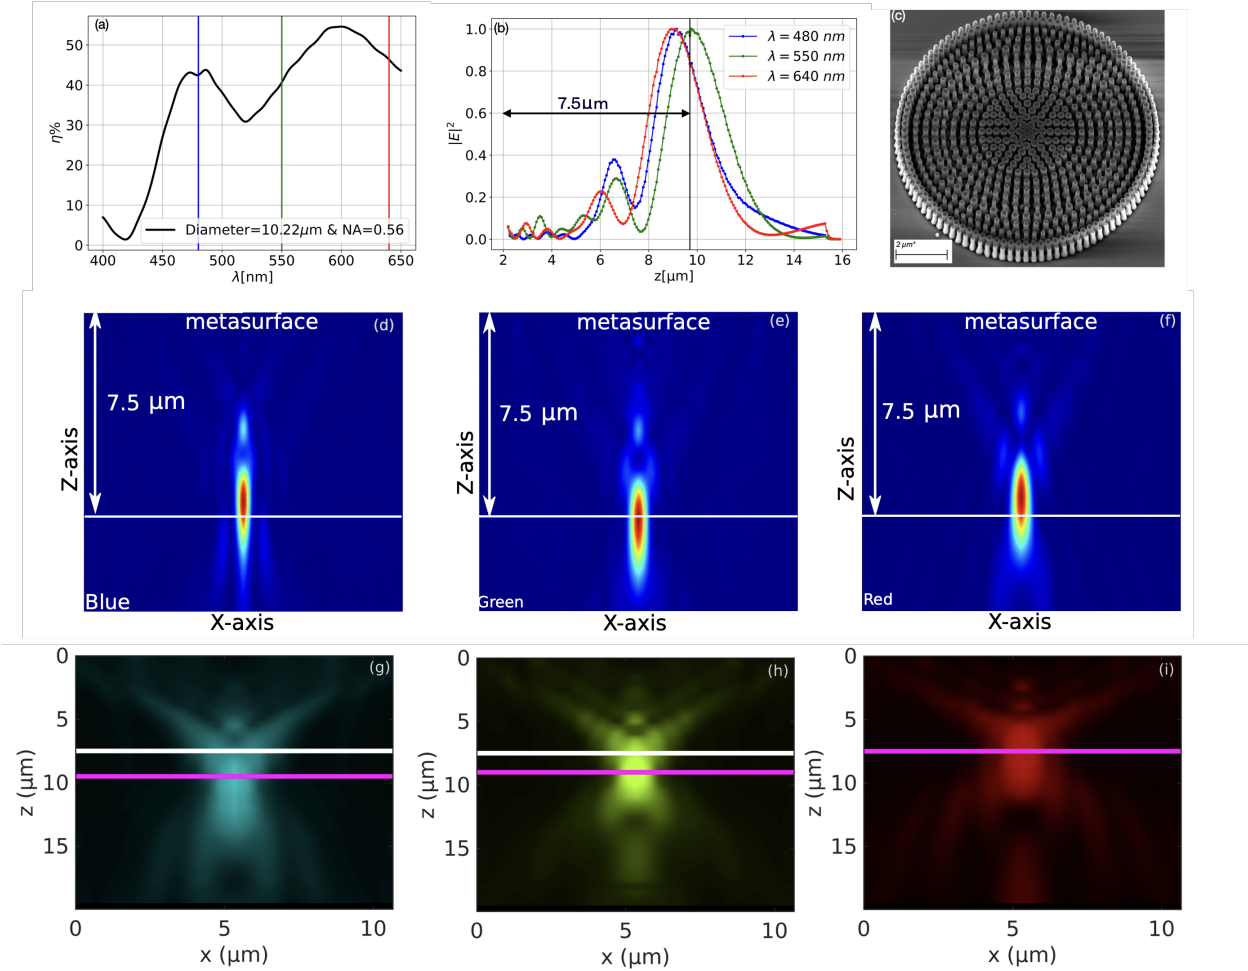 (a)
η%
50
40
30
20
10
0
Diameter=10.22μm & NA=0.56
400 450 500 550 600 650
λ[nm]
(b)
|E|²
1.0
0.8
0.6
0.4
0.2
0.0
7.5μm
λ = 480 nm
λ = 550 nm
λ = 640 nm
2 4 6 8 10 12 14 16
z[μm]
(c)
2 μm*
metasurface (d)
7.5 μm
Z-axis
Blue
X-axis
metasurface (e)
7.5 μm
Z-axis
Green
X-axis
metasurface (f)
7.5 μm
Z-axis
Red
X-axis
(g)
z (μm)
0
5
10
15
0 5 10
x (μm)
(h)
z (μm)
0
5
10
15
0 5 10
x (μm)
(i)
z (μm)
0
5
10
15
0 5 10
x (μm)